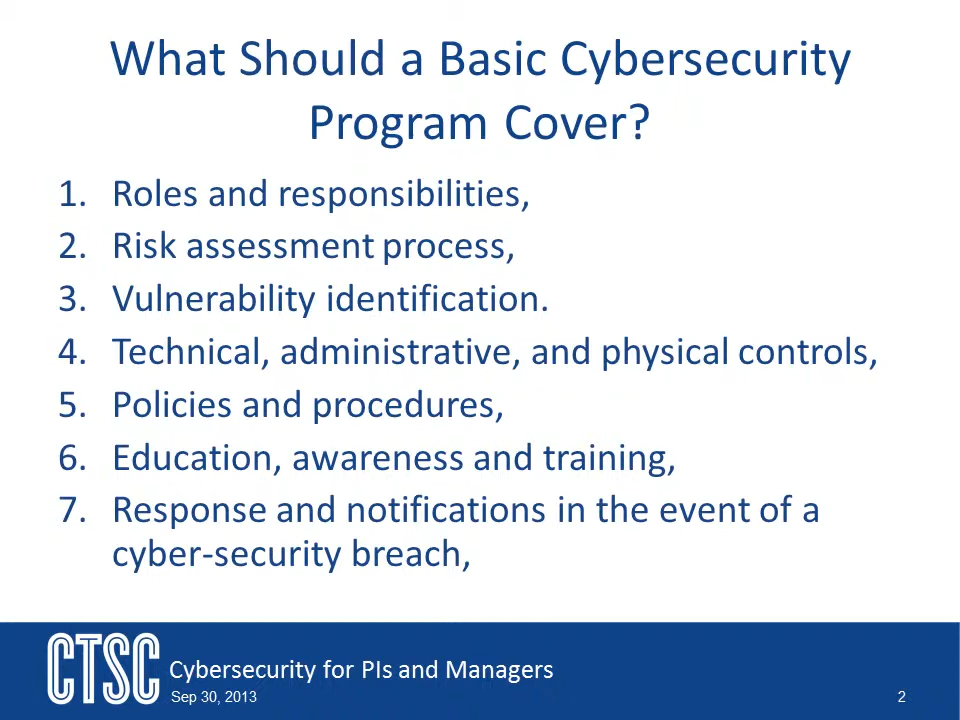 What Should a Basic Cybersecurity
Program Cover?
1. Roles and responsibilities,
2. Risk assessment process,
3. Vulnerability identification.
4. Technical, administrative, and physical controls,
5. Policies and procedures,
6. Education, awareness and training,
7. Response and notifications in the event of a
cyber-security breach,
CTSC Cybersecurity for PIs and Managers
Sep 30, 2013
2